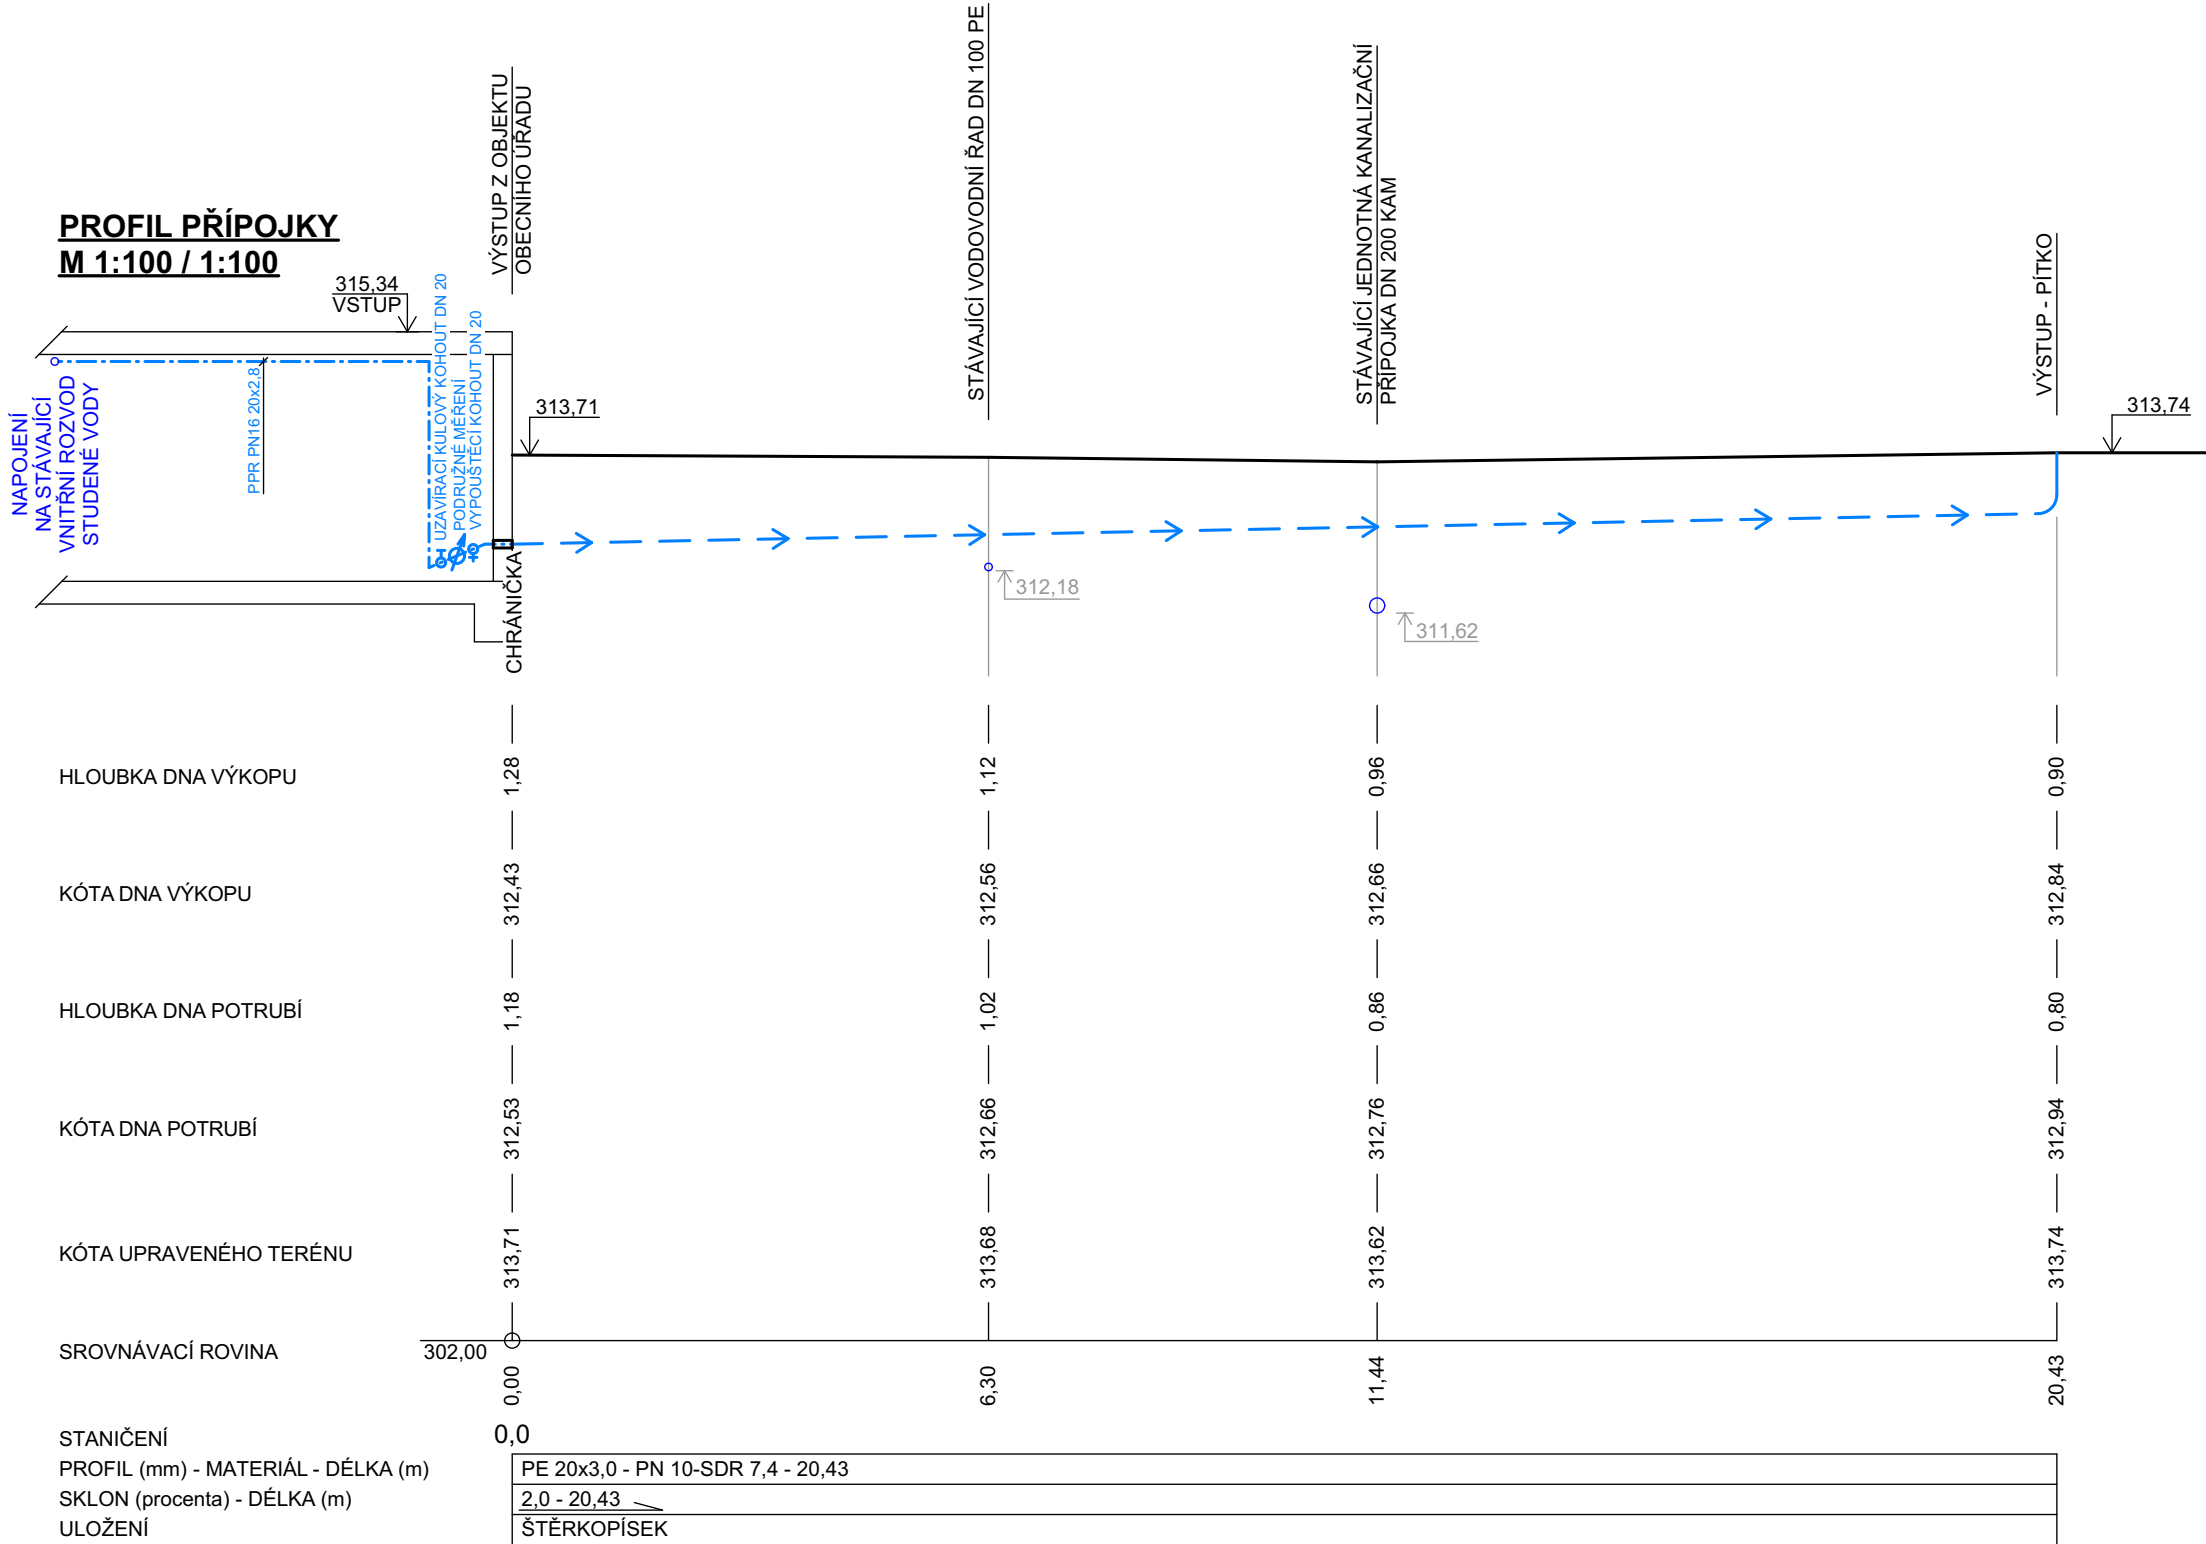 PROFIL PŘÍPOJKY
M 1:100 / 1:100
315,34
VSTUP
VÝSTUP Z OBJEKTU
OBECNÍHO ÚŘADU
STÁVAJÍCÍ VODOVODNÍ ŘAD DN 100 PE
STÁVAJÍCÍ JEDNOTNÁ KANALIZAČNÍ
PŘÍPOJKA DN 200 KAM
VÝSTUP - PÍTKO
NAPOJENÍ
NA STÁVAJÍCÍ
VNITŘNÍ ROZVOD
STUDENÉ VODY
PPR PN16 20x2,8
UZAVÍRACÍ KULOVÝ KOHOUT DN 20
PODRUŽNÉ MĚŘENÍ
VYPOUŠTĚCÍ KOHOUT DN 20
313,71
313,74
CHRÁNIČKA
312,18
311,62
HLOUBKA DNA VÝKOPU
1,28
1,12
0,96
0,90
KÓTA DNA VÝKOPU
312,43
312,56
312,66
312,84
HLOUBKA DNA POTRUBÍ
1,18
1,02
0,86
0,80
KÓTA DNA POTRUBÍ
312,53
312,66
312,76
312,94
KÓTA UPRAVENÉHO TERÉNU
313,71
313,68
313,62
313,74
SROVNÁVACÍ ROVINA
302,00
0,00
6,30
11,44
20,43
STANIČENÍ
0,0
PROFIL (mm) - MATERIÁL - DÉLKA (m)
PE 20x3,0 - PN 10-SDR 7,4 - 20,43
SKLON (procenta) - DÉLKA (m)
2,0 - 20,43
ULOŽENÍ
ŠTĚRKOPÍSEK